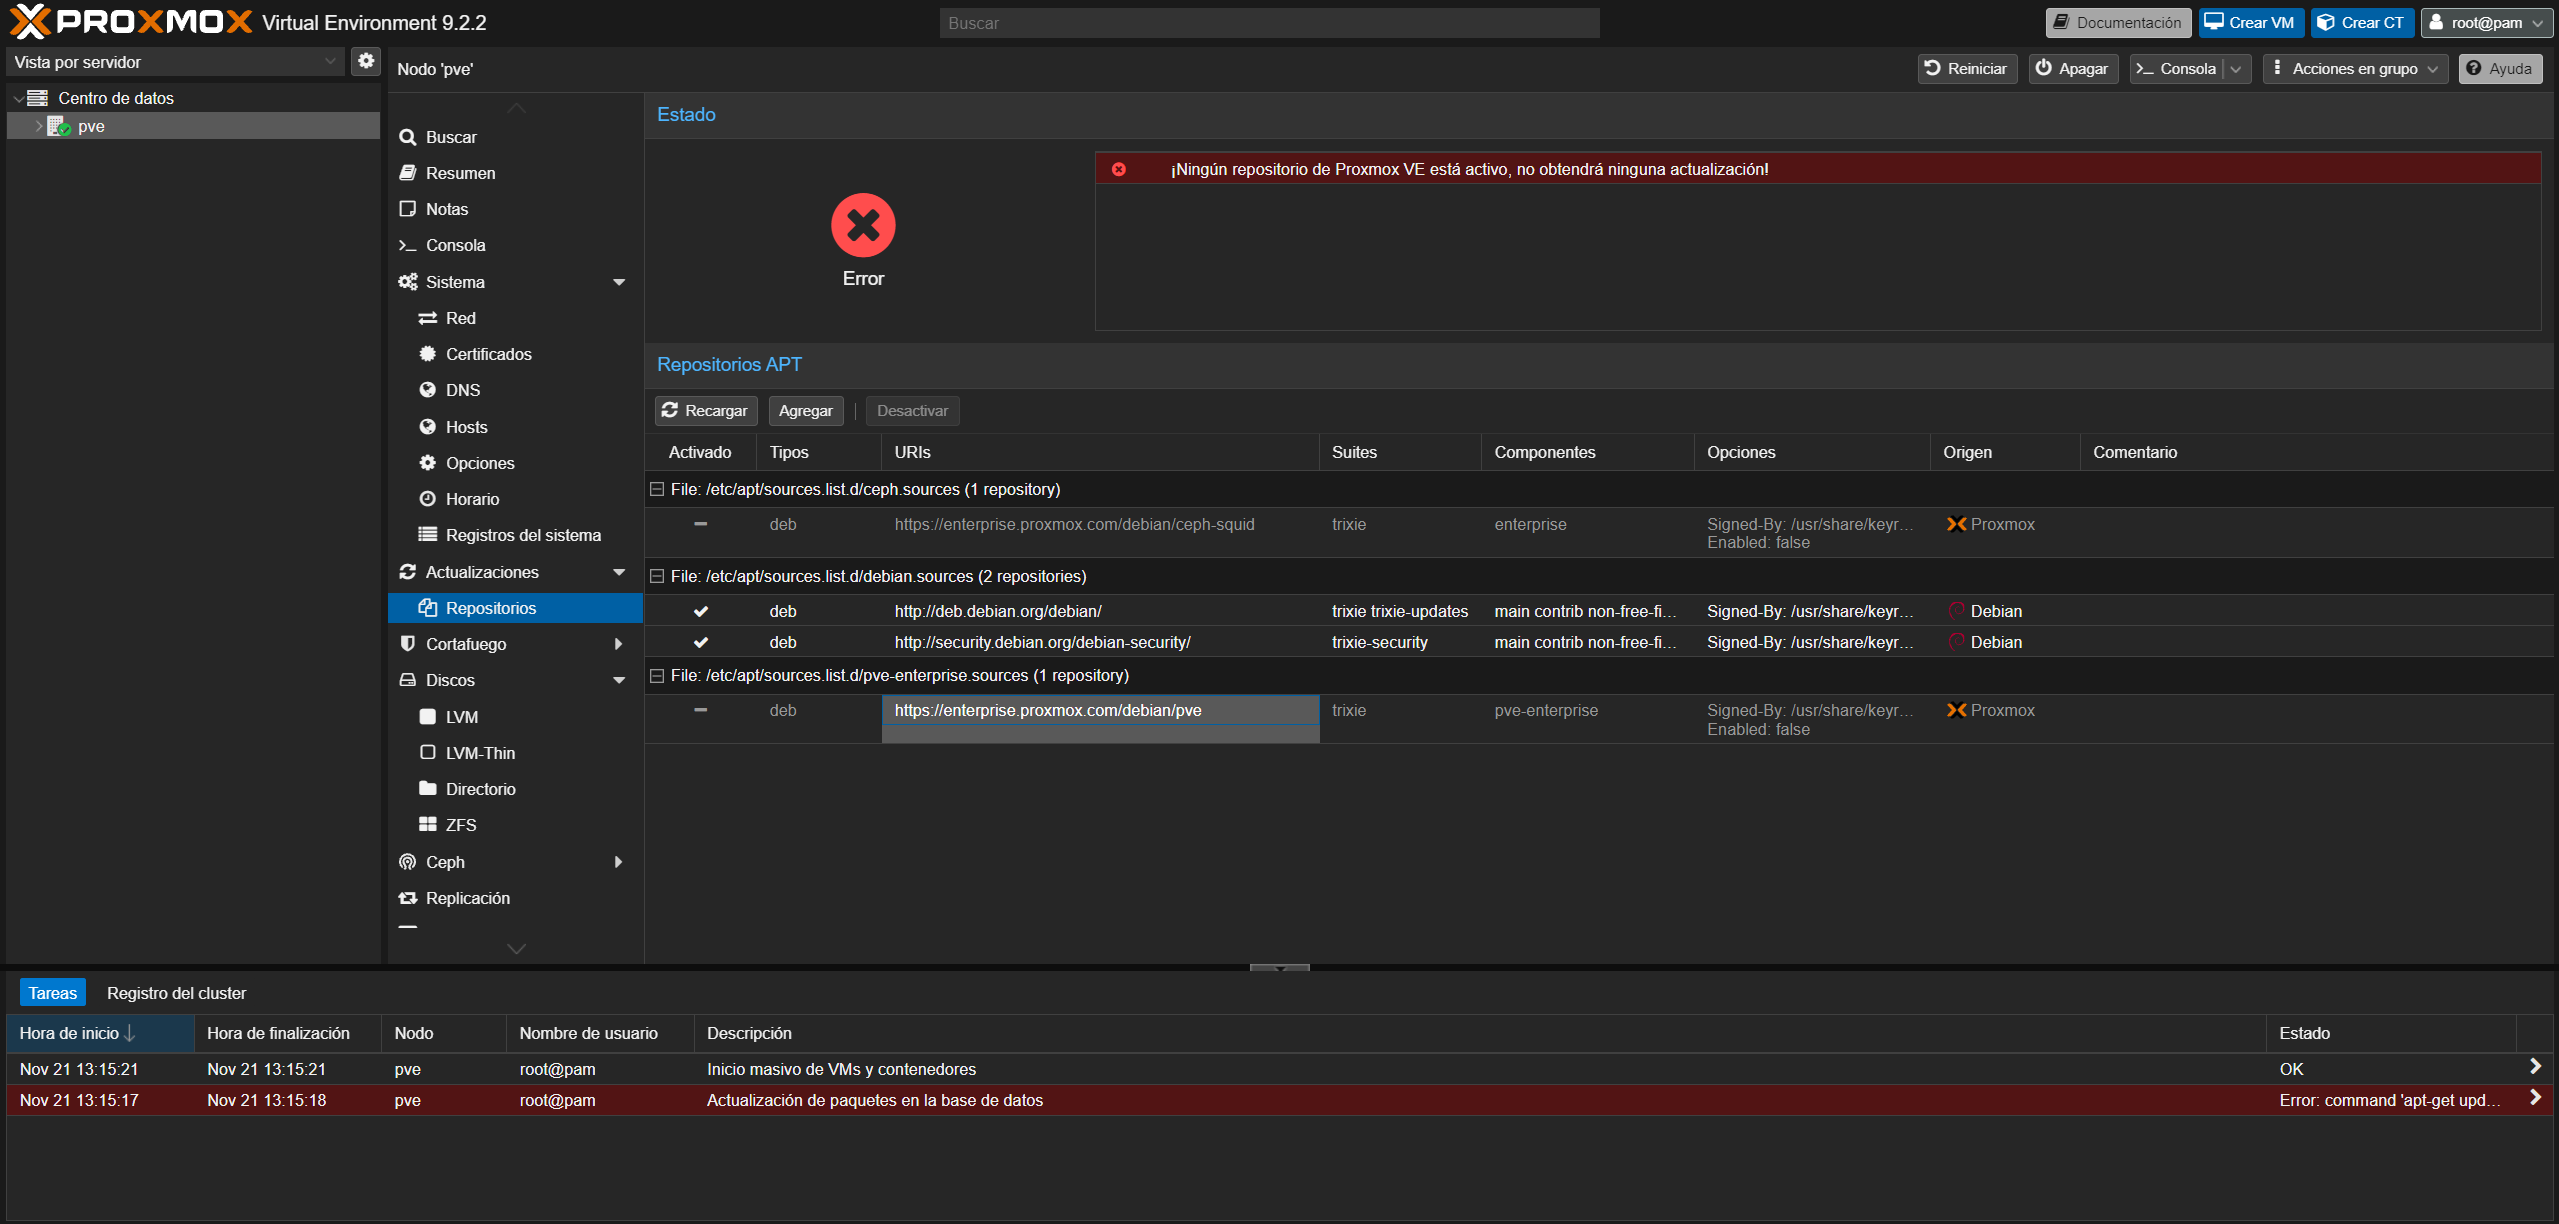 PROXMOX Virtual Environment 9.2.2
Buscar
Documentación
Crear VM
Crear CT
root@pam
Vista por servidor
Centro de datos
pve
Nodo 'pve'
Reiniciar
Apagar
Consola
Acciones en grupo
Ayuda
Buscar
Resumen
Notas
Consola
Sistema
Red
Certificados
DNS
Hosts
Opciones
Horario
Registros del sistema
Actualizaciones
Repositorios
Cortafuego
Discos
LVM
LVM-Thin
Directorio
ZFS
Ceph
Replicación
Estado
Error
¡Ningún repositorio de Proxmox VE está activo, no obtendrá ninguna actualización!
Repositorios APT
Recargar
Agregar
Desactivar
Activado Tipos URIs Suites Componentes Opciones Origen Comentario
File: /etc/apt/sources.list.d/ceph.sources (1 repository)
deb https://enterprise.proxmox.com/debian/ceph-squid trixie enterprise Signed-By: /usr/share/keyr... Proxmox
Enabled: false
File: /etc/apt/sources.list.d/debian.sources (2 repositories)
deb http://deb.debian.org/debian/ trixie trixie-updates main contrib non-free-fi... Signed-By: /usr/share/keyr... Debian
deb http://security.debian.org/debian-security/ trixie-security main contrib non-free-fi... Signed-By: /usr/share/keyr... Debian
File: /etc/apt/sources.list.d/pve-enterprise.sources (1 repository)
deb https://enterprise.proxmox.com/debian/pve trixie pve-enterprise Signed-By: /usr/share/keyr... Proxmox
Enabled: false
Tareas
Registro del cluster
Hora de inicio Hora de finalización Nodo Nombre de usuario Descripción Estado
Nov 21 13:15:21 Nov 21 13:15:21 pve root@pam Inicio masivo de VMs y contenedores OK
Nov 21 13:15:17 Nov 21 13:15:18 pve root@pam Actualización de paquetes en la base de datos Error: command 'apt-get upd...